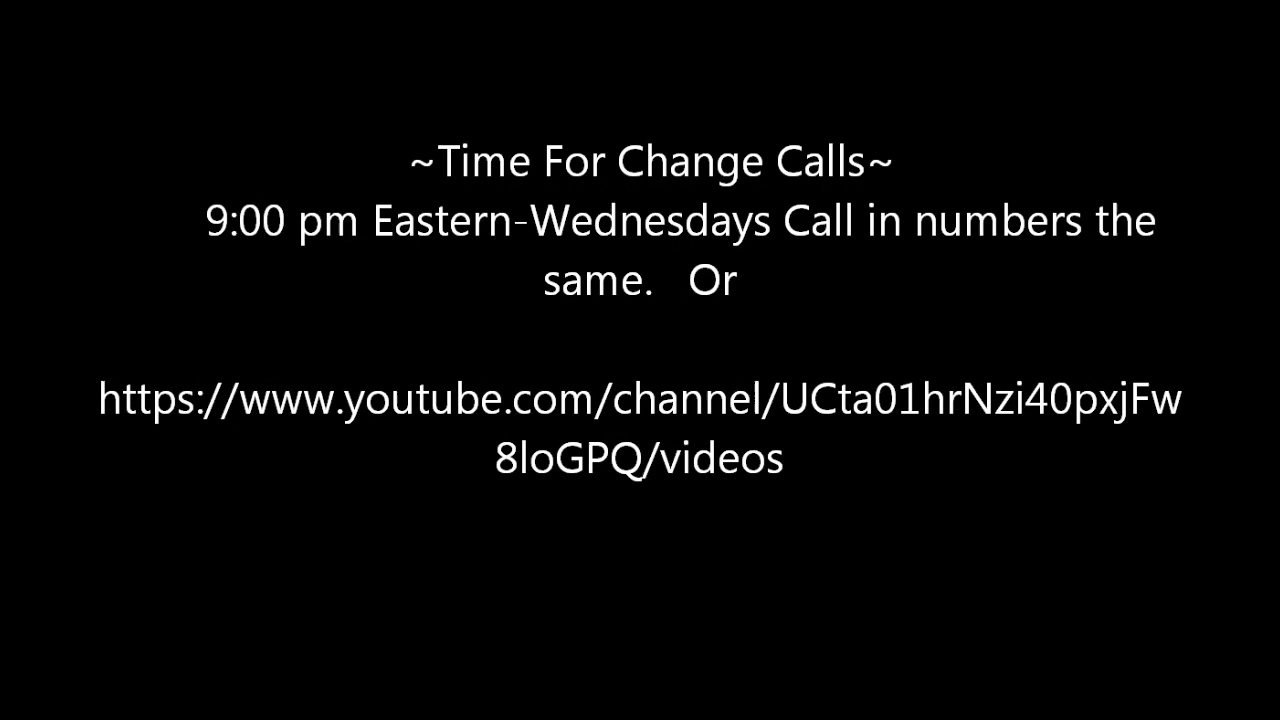 ~Time For Change Calls~
9:00 pm Eastern-Wednesdays Call in numbers the
same. Or
https://www.youtube.com/channel/UCta01hrNzi40pxjFw
8loGPQ/videos